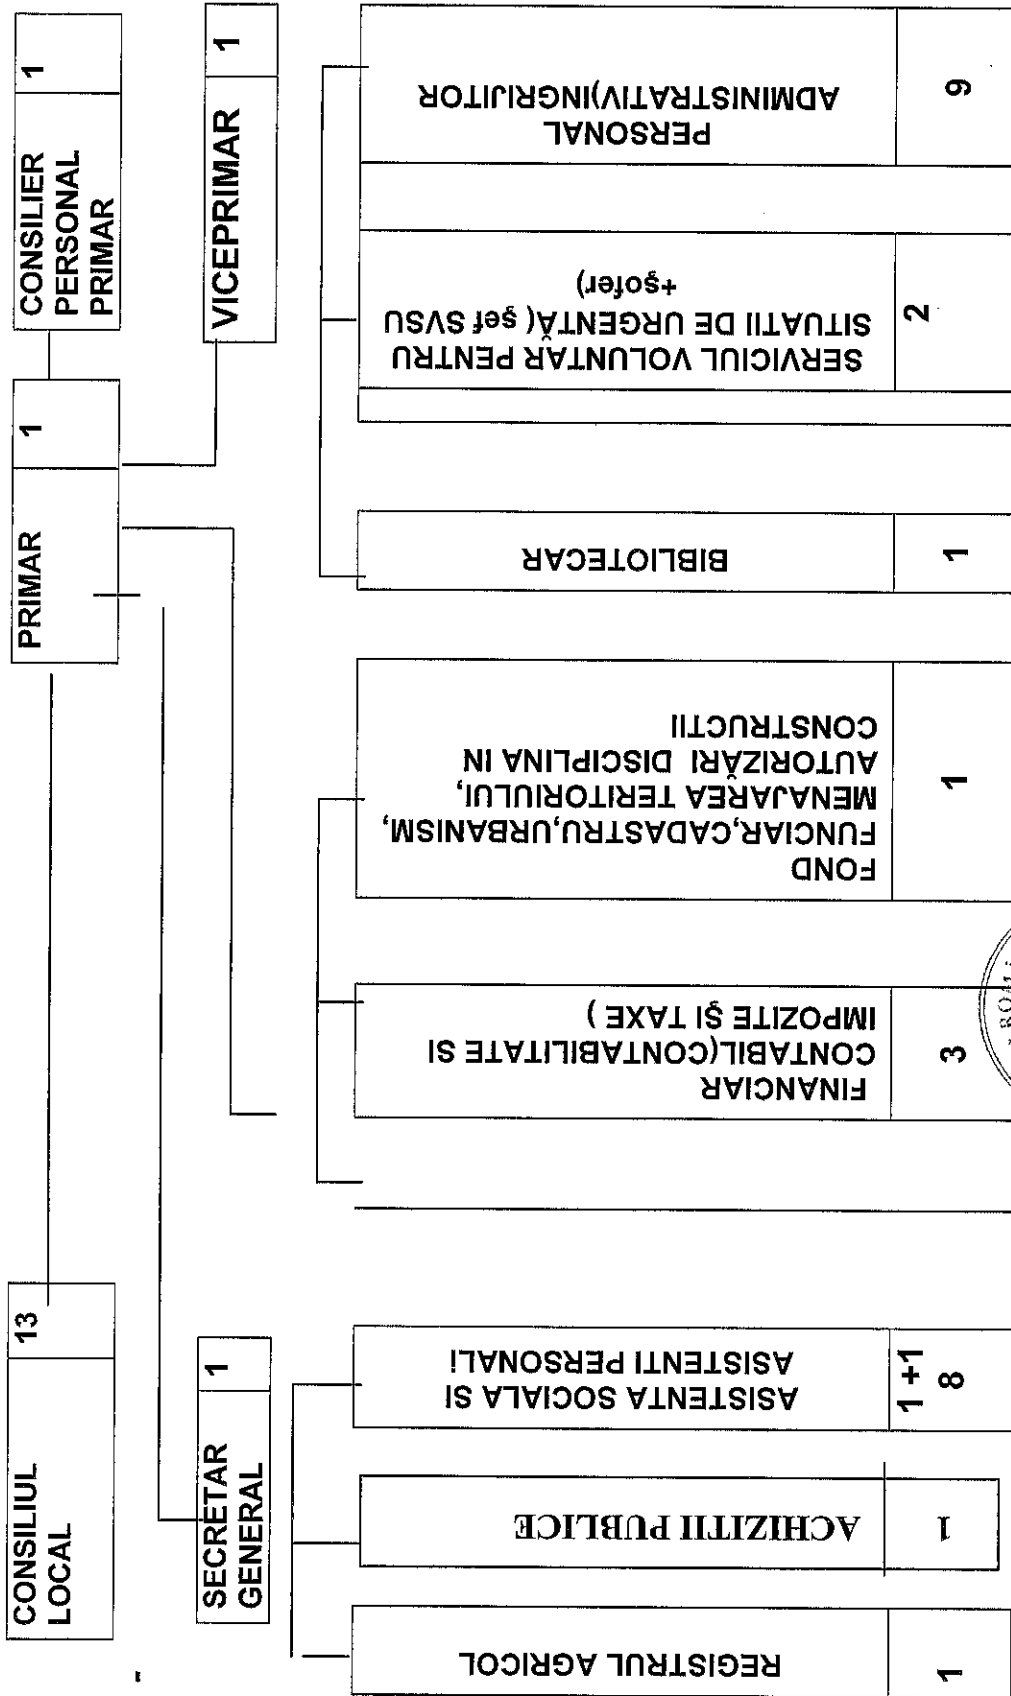 CONSILIUL
LOCAL
13
PRIMAR
1
CONSILIER
PERSONAL
PRIMAR
1
SECRETAR
GENERAL
1
VICEPRIMAR
1
REGISTRUL AGRICOL
1
ACHIZITII PUBLICE
1
ASISTENTA SOCIALA SI
ASISTENTI PERSONALI
1 +1
8
FINANCIAR
CONTABIL(CONTABILITATE SI
IMPOZITE ŞI TAXE )
3
FOND
FUNCIAR,CADASTRU,URBANISM,
MENAJAREA TERITORIULUI,
AUTORIZĂRI DISCIPLINA IN
CONSTRUCTII
1
BIBLIOTECAR
1
SERVICIUL VOLUNTAR PENTRU
SITUATII DE URGENTĂ( şef SVSU
+şofer)
2
PERSONAL
ADMINISTRATIV)INGRIJITOR
9